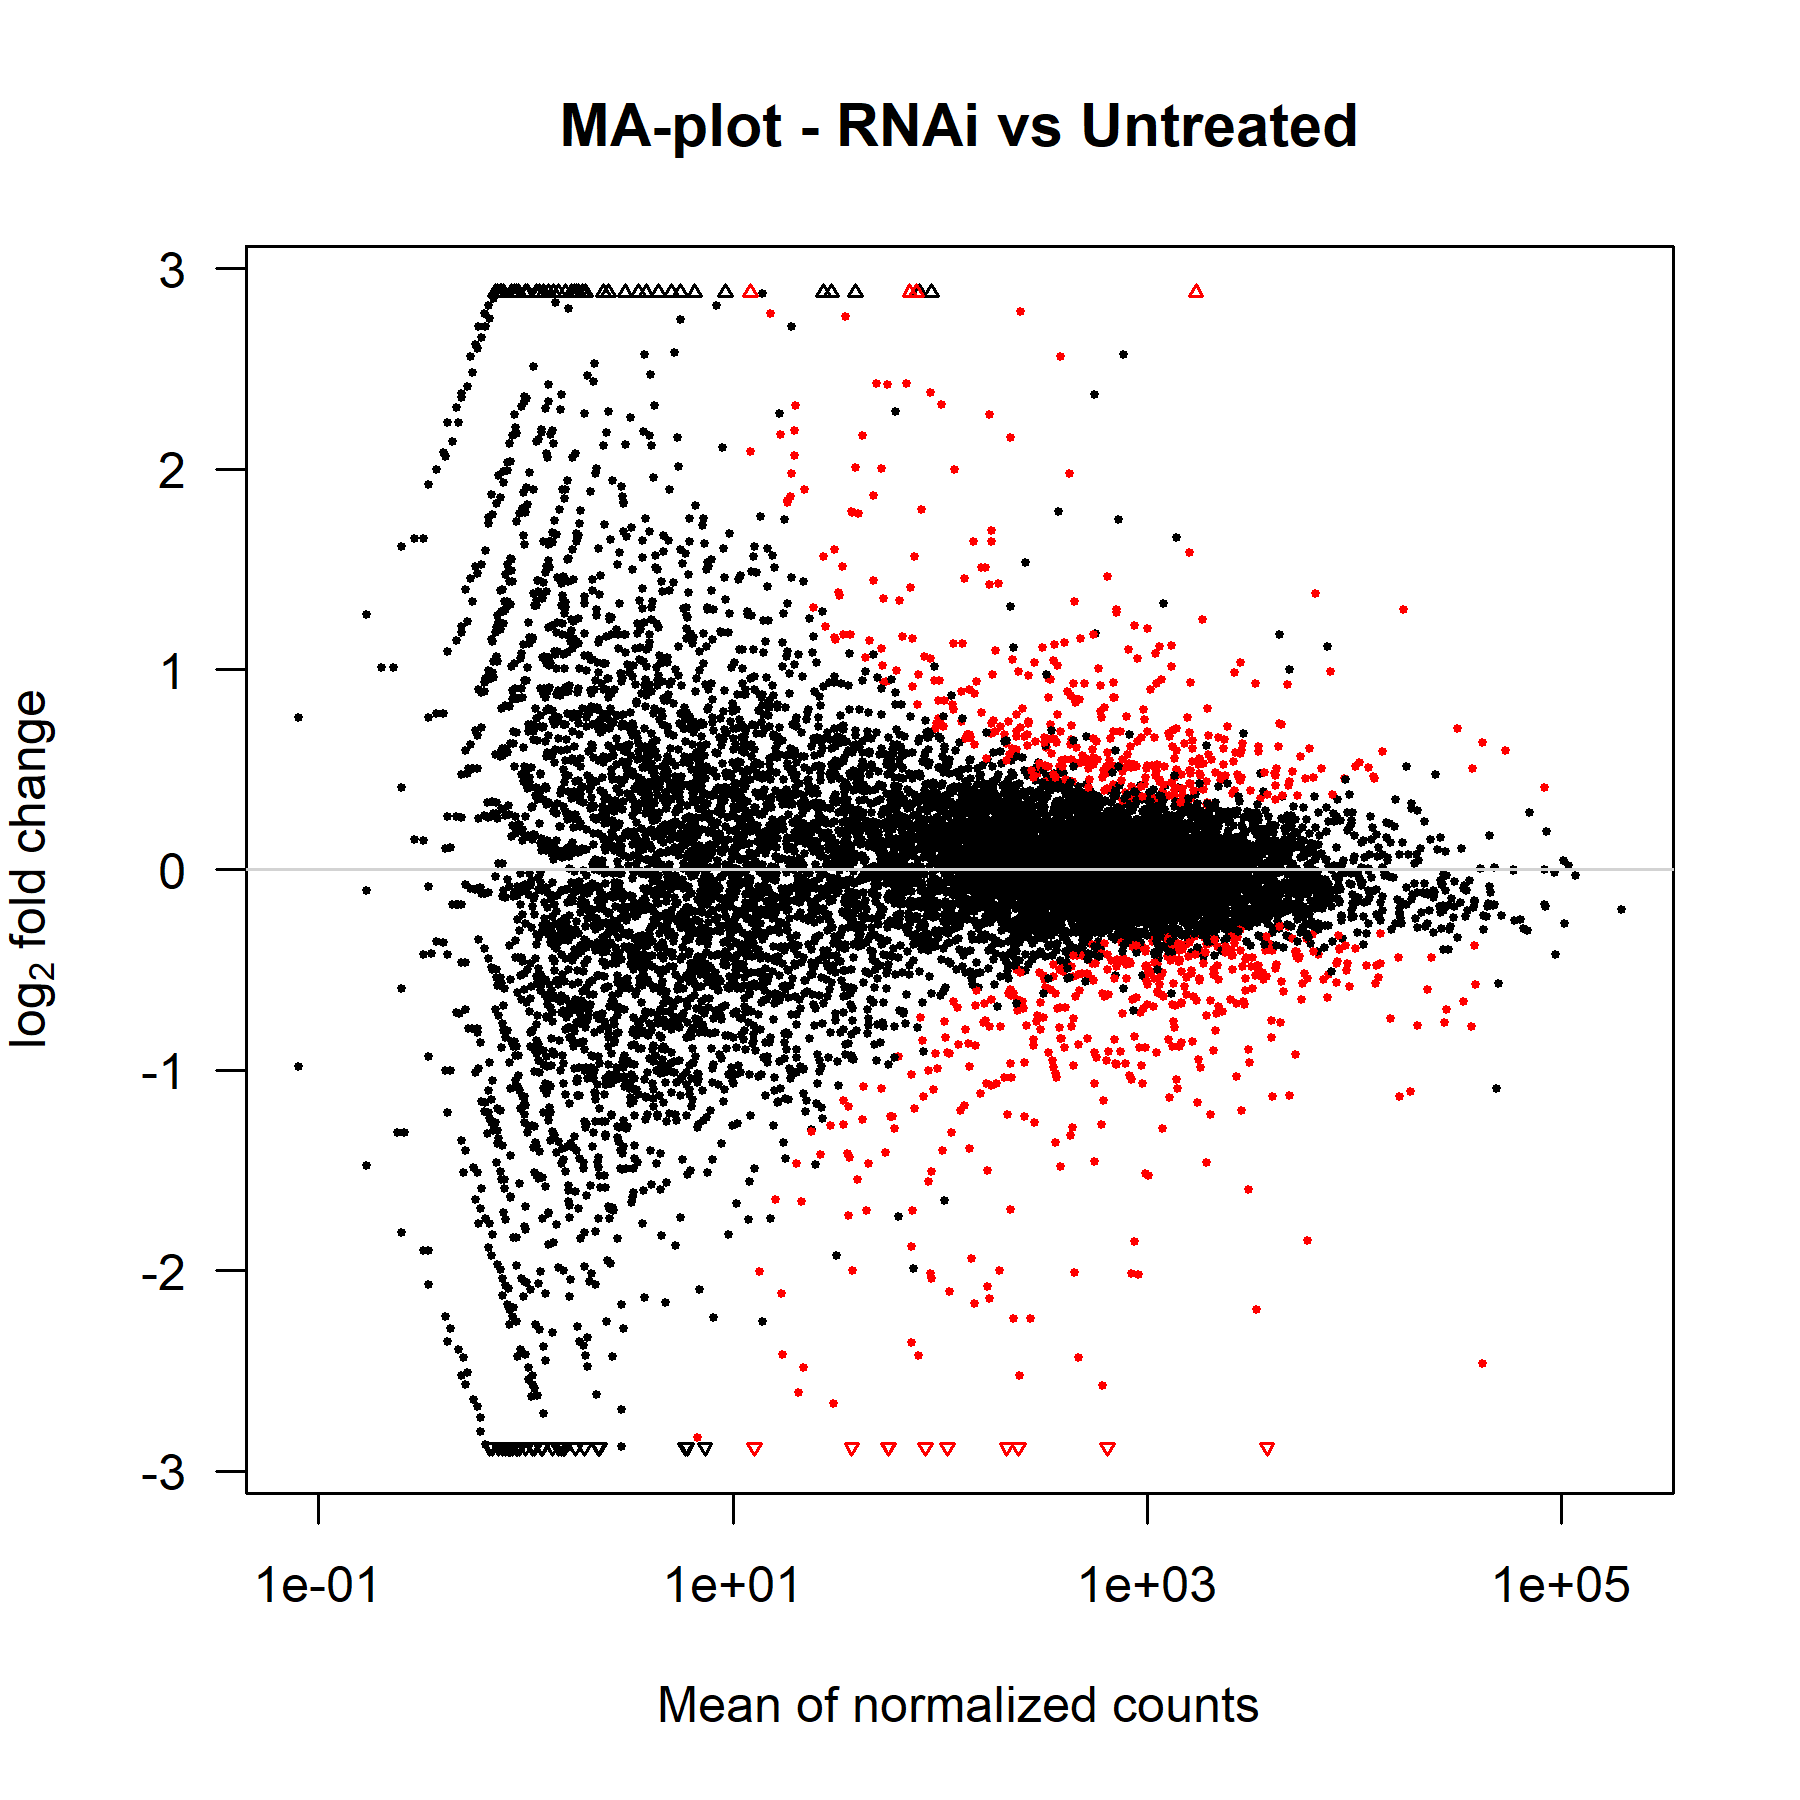 MA-plot - RNAi vs Untreated
3
2
1
0
-1
-2
-3
log₂ fold change
1e-01 1e+01 1e+03 1e+05
Mean of normalized counts